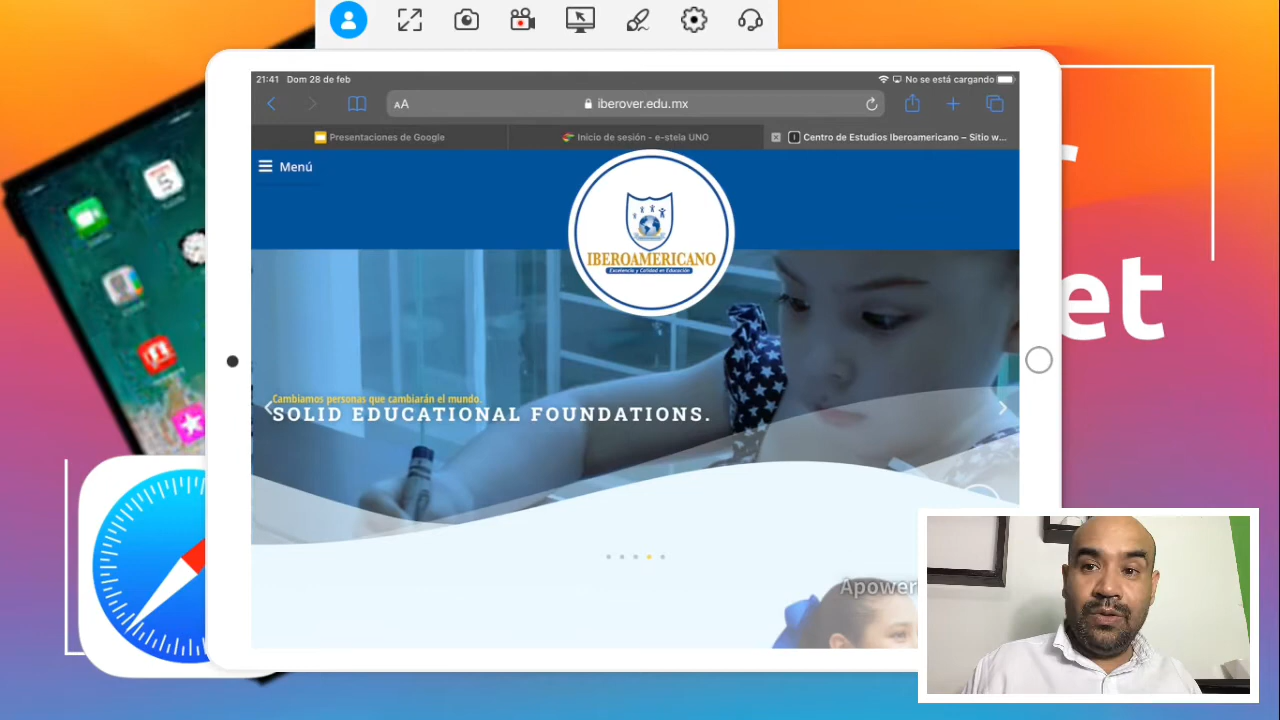 21:41 Dom 28 de feb
No se está cargando
AA
iberover.edu.mx
Presentaciones de Google
Inicio de sesión - e-stela UNO
Centro de Estudios Iberoamericano – Sitio w...
Menú
IBEROAMERICANO
Excelencia y Calidad en Educación
Cambiamos personas que cambiarán el mundo.
SOLID EDUCATIONAL FOUNDATIONS.
et
Apower